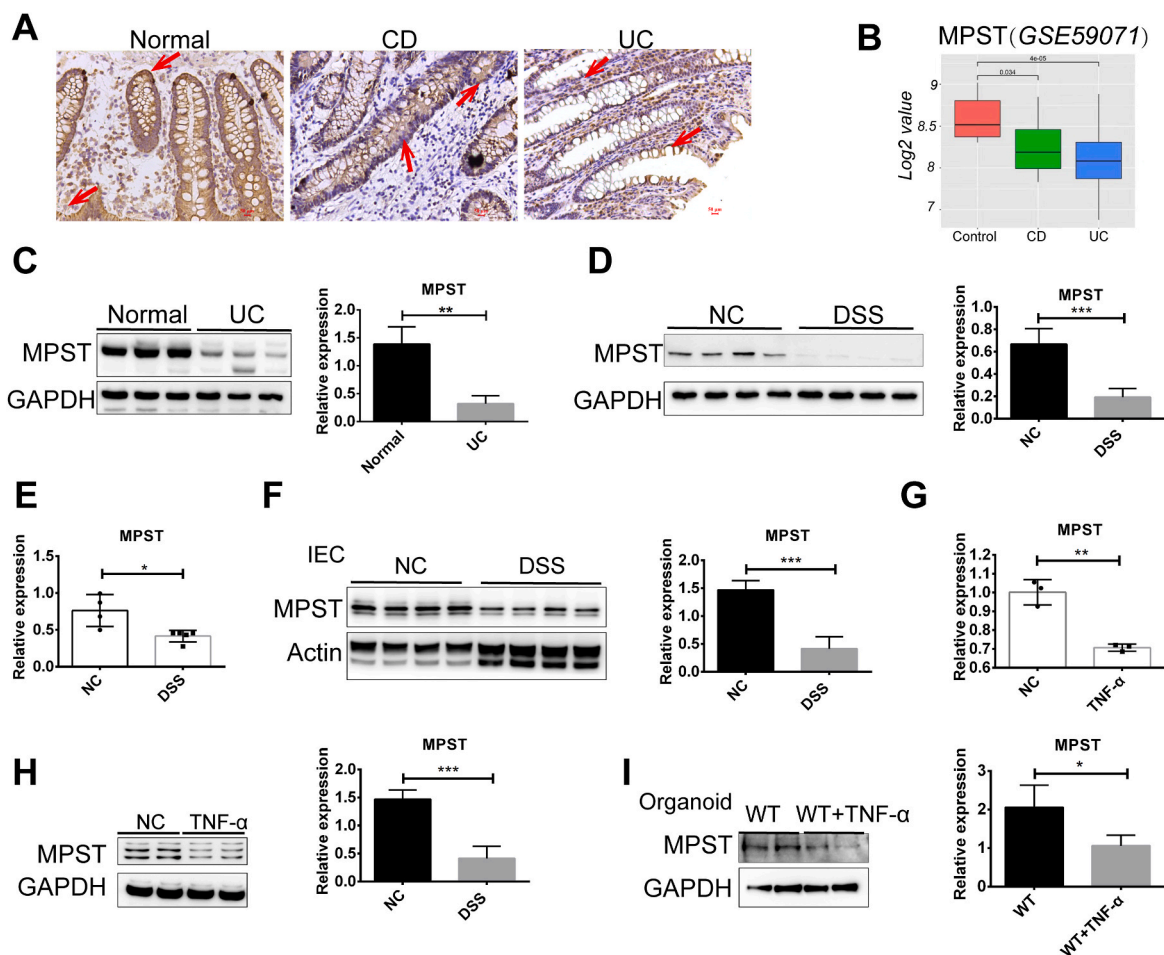 A
Normal
CD
UC
B
MPST(GSE59071)
Log2 value
9
8.5
8
7
0.034
4e-05
Control
CD
UC
C
Normal
UC
MPST
GAPDH
MPST
Relative expression
2.0
1.5
1.0
0.5
0.0
**
Normal
UC
D
NC
DSS
MPST
GAPDH
MPST
Relative expression
0.8
0.6
0.4
0.2
0.0
***
NC
DSS
E
MPST
Relative expression
1.5
1.0
0.5
0.0
*
NC
DSS
F
IEC
NC
DSS
MPST
Actin
MPST
Relative expression
2.0
1.5
1.0
0.5
0.0
***
NC
DSS
G
MPST
Relative expression
1.2
1.1
1.0
0.9
0.8
0.7
0.6
**
NC
TNF-α
H
NC
TNF-α
MPST
GAPDH
MPST
Relative expression
2.0
1.5
1.0
0.5
0.0
***
NC
DSS
I
Organoid
WT
WT+TNF-α
MPST
GAPDH
MPST
Relative expression
3
2
1
0
*
WT
WT+TNF-α